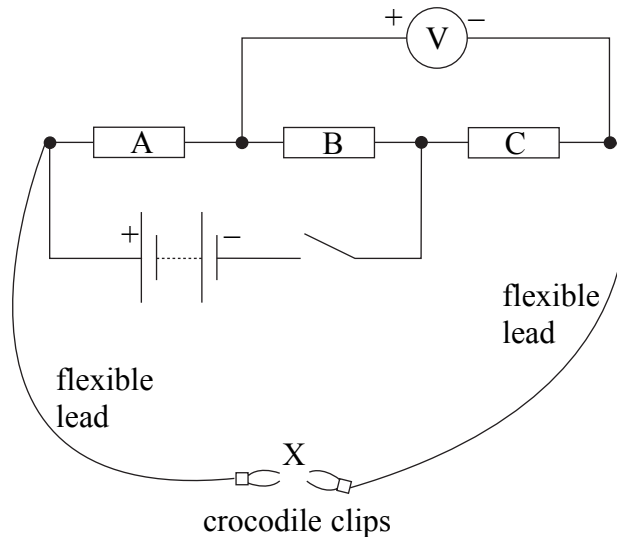 + V –
A B C
+ –
flexible
lead
flexible
lead
X
crocodile clips